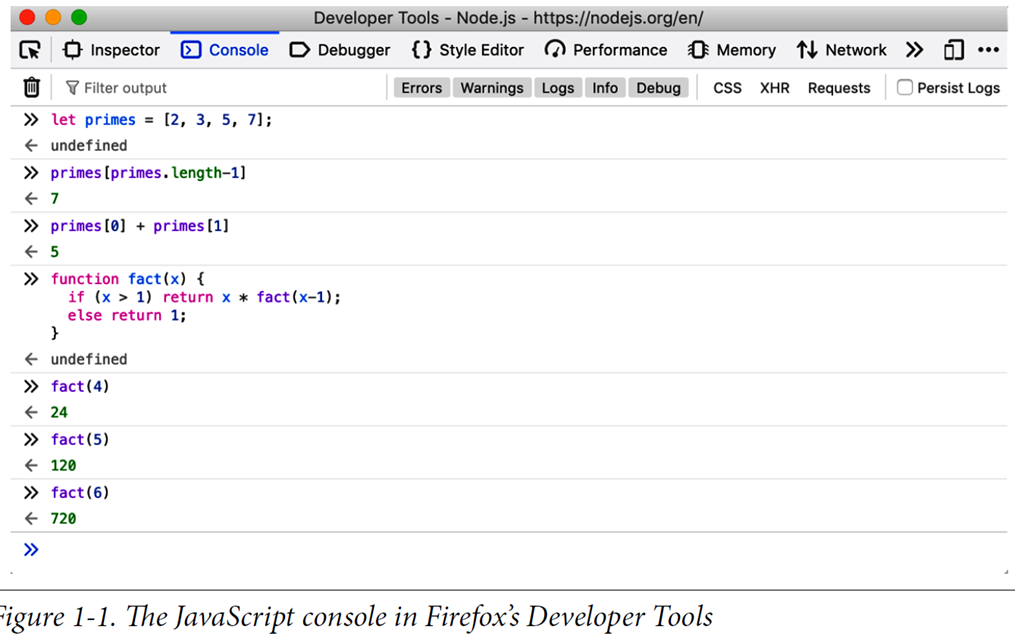 Developer Tools - Node.js - https://nodejs.org/en/
Inspector Console Debugger {} Style Editor Performance Memory Network
Filter output Errors Warnings Logs Info Debug CSS XHR Requests Persist Logs
» let primes = [2, 3, 5, 7];
← undefined
» primes[primes.length-1]
← 7
» primes[0] + primes[1]
← 5
» function fact(x) {
if (x > 1) return x * fact(x-1);
else return 1;
}
← undefined
» fact(4)
← 24
» fact(5)
← 120
» fact(6)
← 720
»
Figure 1-1. The JavaScript console in Firefox's Developer Tools